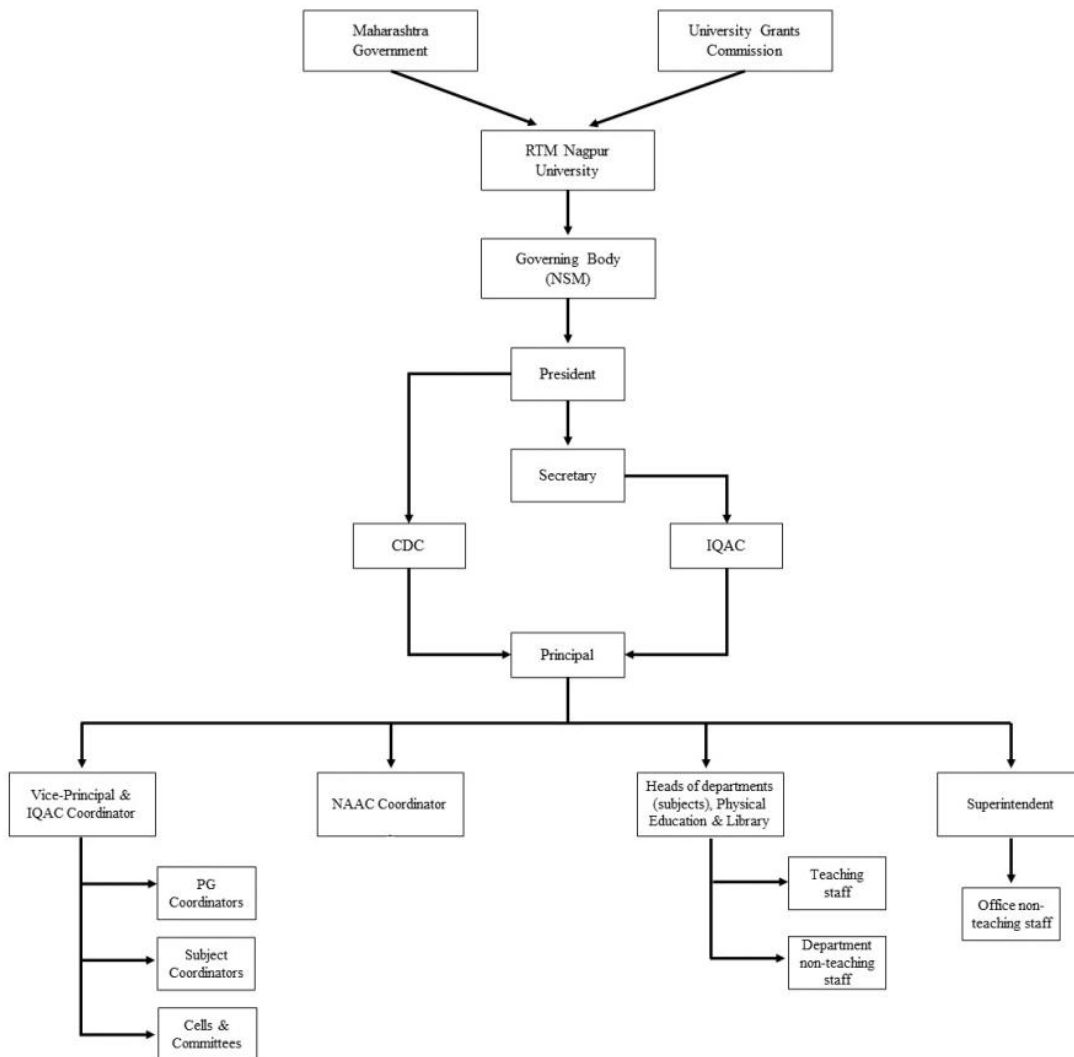 Maharashtra
Government
University Grants
Commission
RTM Nagpur
University
Governing Body
(NSM)
President
Secretary
CDC
IQAC
Principal
Vice-Principal &
IQAC Coordinator
NAAC Coordinator
Heads of departments
(subjects), Physical
Education & Library
Superintendent
PG
Coordinators
Subject
Coordinators
Cells &
Committees
Teaching
staff
Department
non-teaching
staff
Office non-
teaching staff